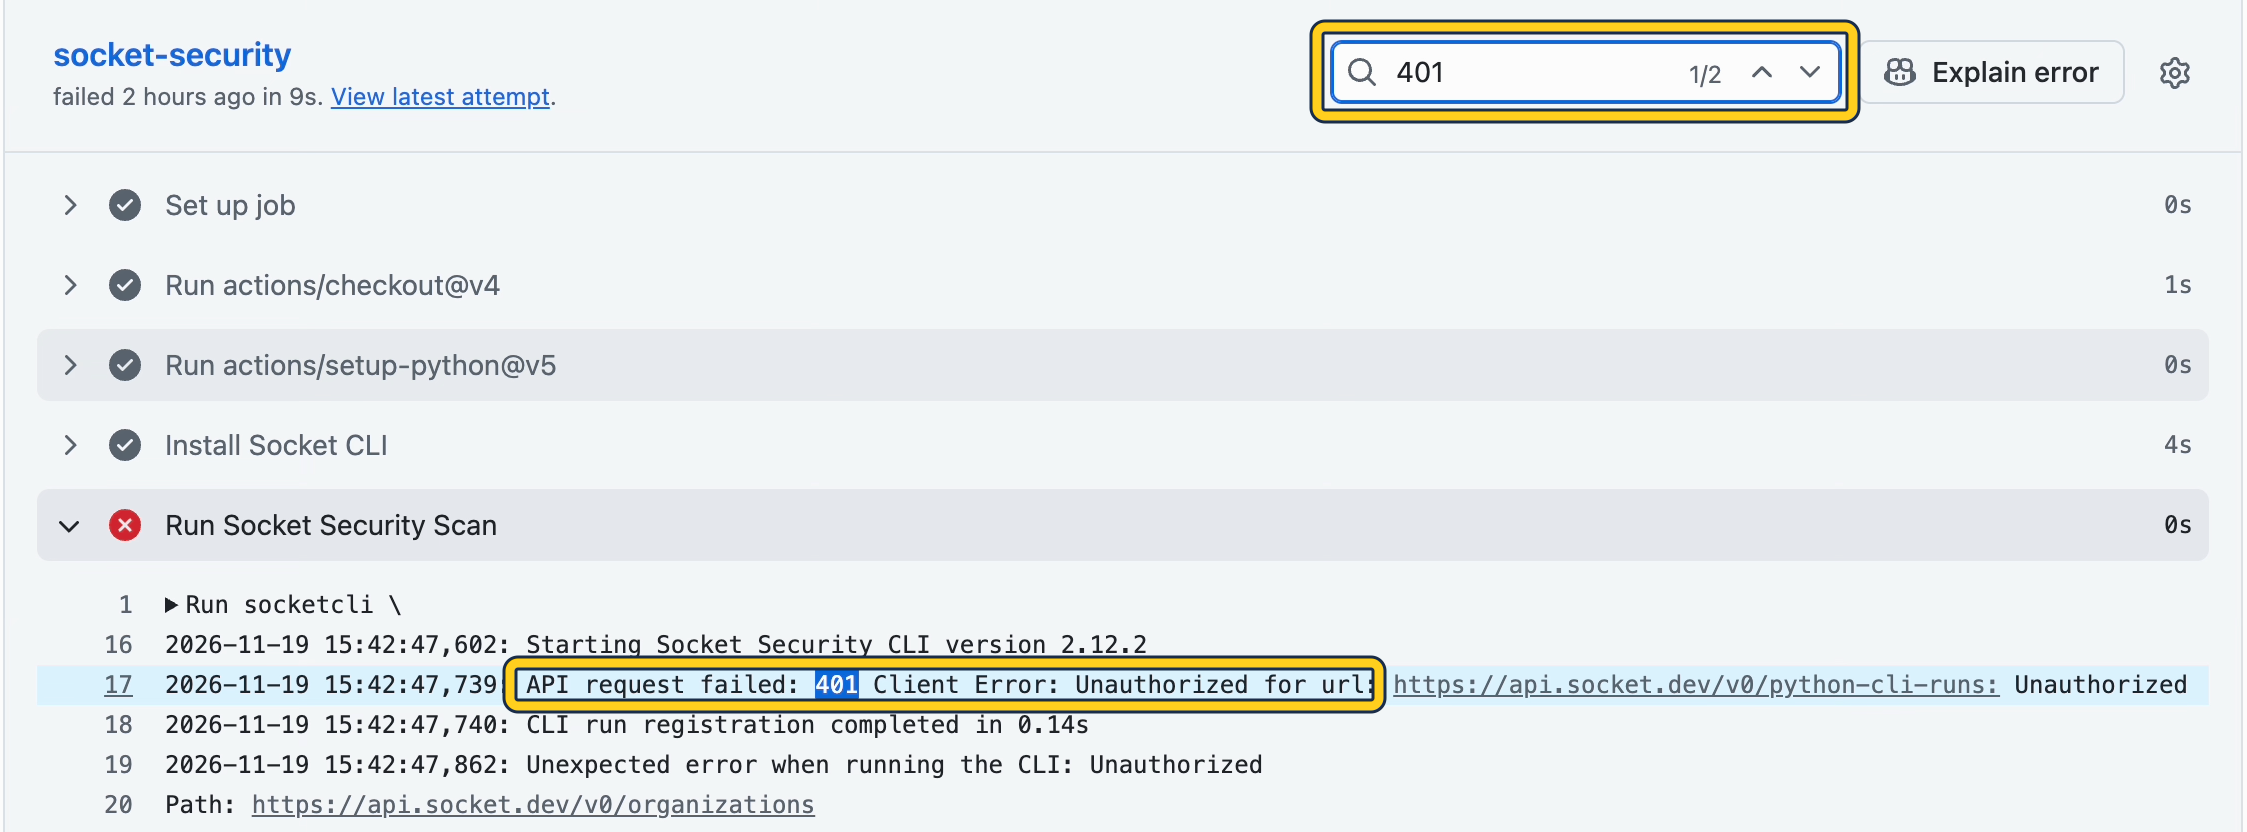 socket-security
failed 2 hours ago in 9s. View latest attempt.
401 1/2
Explain error
Set up job 0s
Run actions/checkout@v4 1s
Run actions/setup-python@v5 0s
Install Socket CLI 4s
Run Socket Security Scan 0s
1 Run socketcli \
16 2026-11-19 15:42:47,602: Starting Socket Security CLI version 2.12.2
17 2026-11-19 15:42:47,739: API request failed: 401 Client Error: Unauthorized for url: https://api.socket.dev/v0/python-cli-runs: Unauthorized
18 2026-11-19 15:42:47,740: CLI run registration completed in 0.14s
19 2026-11-19 15:42:47,862: Unexpected error when running the CLI: Unauthorized
20 Path: https://api.socket.dev/v0/organizations